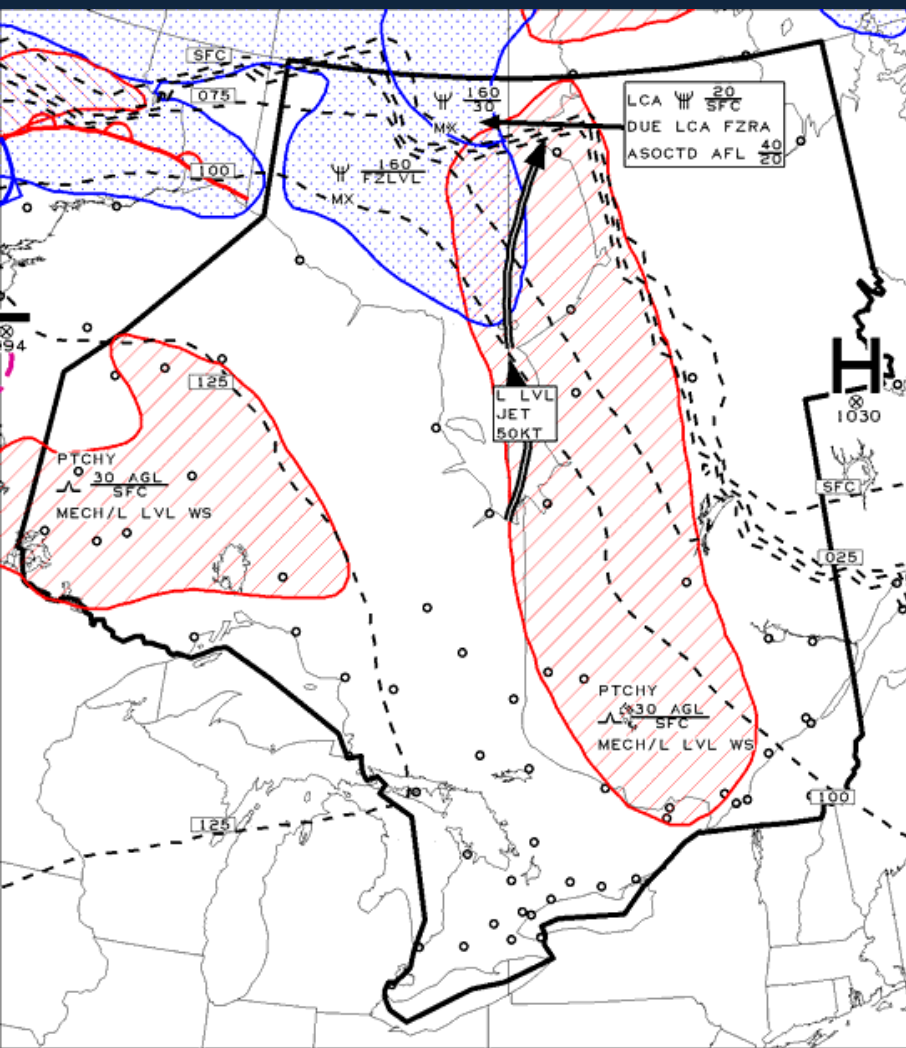 SFC
075
160
30
MX
LCA 20
SFC
DUE LCA FZRA
ASOCTD AFL 40
20
100
160
FZLVL
MX
994
125
L LVL
JET
50KT
H
1030
PTCHY
30 AGL
SFC
MECH/L LVL WS
SFC
025
PTCHY
30 AGL
SFC
MECH/L LVL WS
100
125